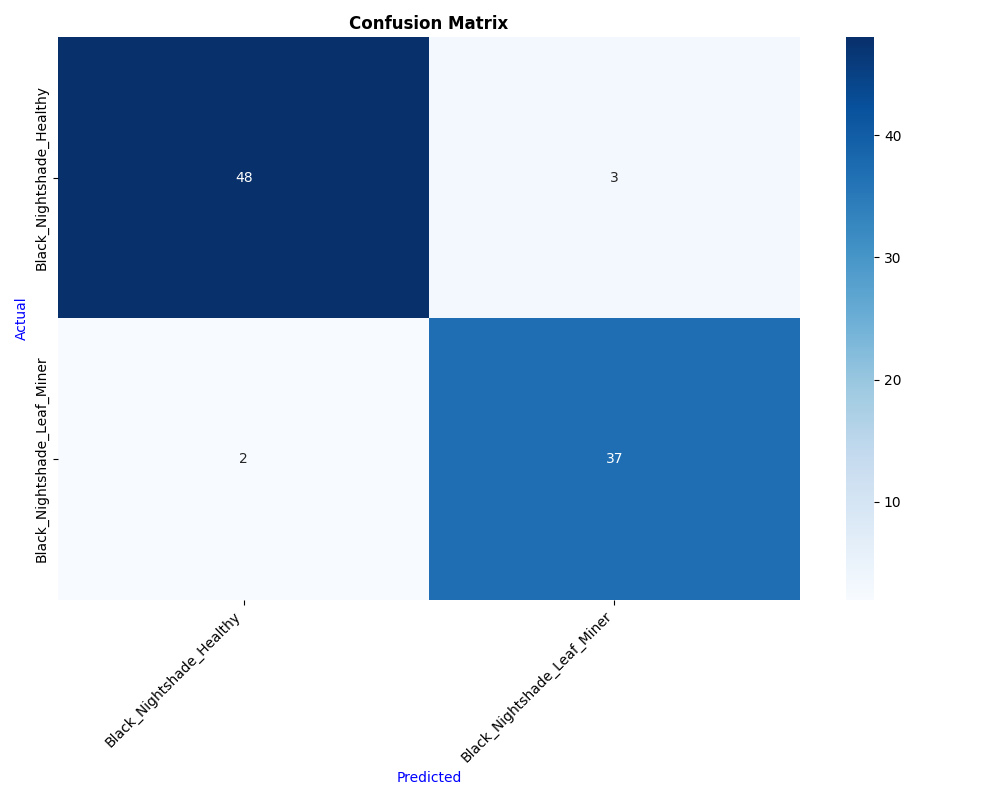 Confusion Matrix
Black_Nightshade_Healthy
48
3
40
30
Actual
Black_Nightshade_Leaf_Miner
2
37
20
10
Black_Nightshade_Healthy
Black_Nightshade_Leaf_Miner
Predicted